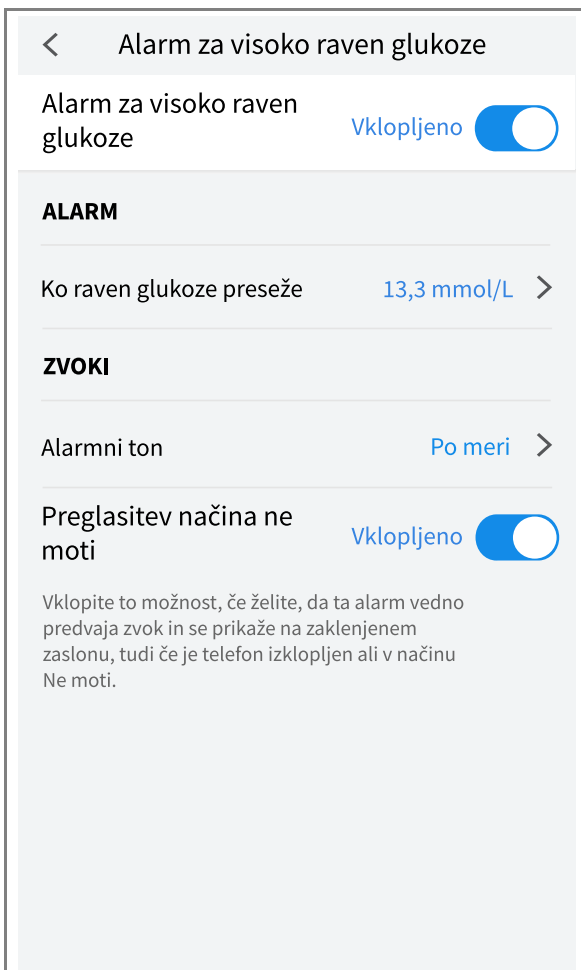 Alarm za visoko raven glukoze
Alarm za visoko raven
glukoze
Vklopljeno
ALARM
Ko raven glukoze preseže 13,3 mmol/L
ZVOKI
Alarmni ton Po meri
Preglasitev načina ne
moti
Vklopljeno
Vklopite to možnost, če želite, da ta alarm vedno
predvaja zvok in se prikaže na zaklenjenem
zaslonu, tudi če je telefon izklopljen ali v načinu
Ne moti.